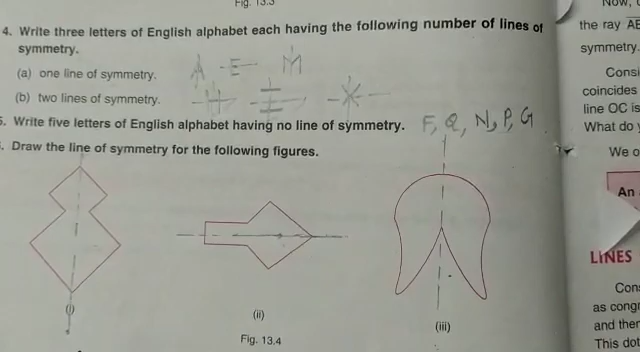 Fig. 13.3
4. Write three letters of English alphabet each having the following number of lines of
symmetry.
(a) one line of symmetry. A E M
(b) two lines of symmetry. H I X
5. Write five letters of English alphabet having no line of symmetry. F, Q, N, P, G
. Draw the line of symmetry for the following figures.
(i)
(ii)
(iii)
Fig. 13.4
Now,
the ray AE
symmetry.
Consi
coincides
line OC is
What do y
We o
An
LINES
Cons
as congr
and then
This dot